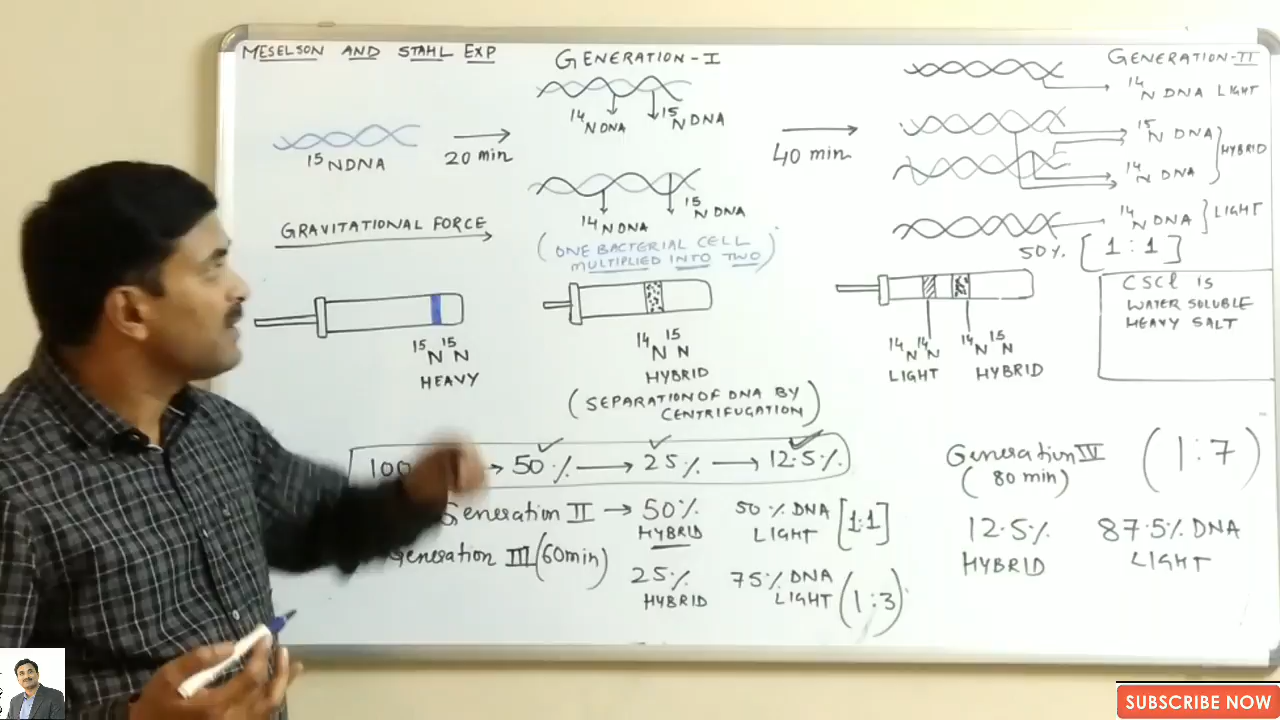 MESELSON AND STAHL EXP
GENERATION-I
GENERATION-II
14 N DNA LIGHT
14 N DNA
15 N DNA
15 NDNA
20 min
40 min
15 N DNA
14 N DNA
HYBRID
14 N DNA
15 N DNA
14 N DNA
LIGHT
GRAVITATIONAL FORCE
(ONE BACTERIAL CELL
MULTIPLIED INTO TWO)
50%. [1:1]
CSCl IS
WATER SOLUBLE
HEAVY SALT
15 N 15 N
HEAVY
14 N 15 N
HYBRID
14 N 14 N
LIGHT
14 N 15 N
HYBRID
(SEPARATION OF DNA BY
CENTRIFUGATION)
100 → 50% → 25% → 12.5%
Generation II → 50% HYBRID 50% DNA LIGHT [1:1]
Generation III (60min) 25% HYBRID 75% DNA LIGHT (1:3)
Generation IV
(80 min)
(1:7)
12.5% HYBRID
87.5% DNA LIGHT
SUBSCRIBE NOW